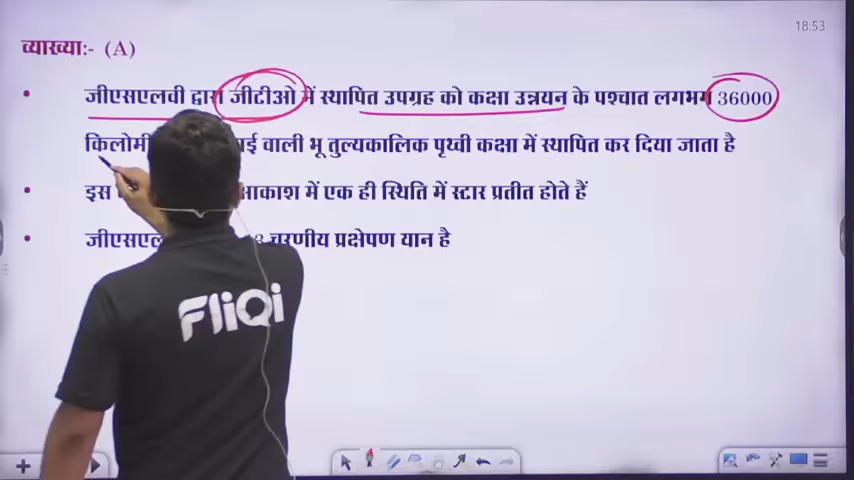 18:53
व्याख्या:- (A)
• जीएसएलवी द्वारा जीटीओ में स्थापित उपग्रह को कक्षा उन्नयन के पश्चात लगभग 36000
वाली भू तुल्यकालिक पृथ्वी कक्षा में स्थापित कर दिया जाता है
• इस आकाश में एक ही स्थिति में स्टार प्रतीत होते हैं
• चरणीय प्रक्षेपण यान है
FliQi